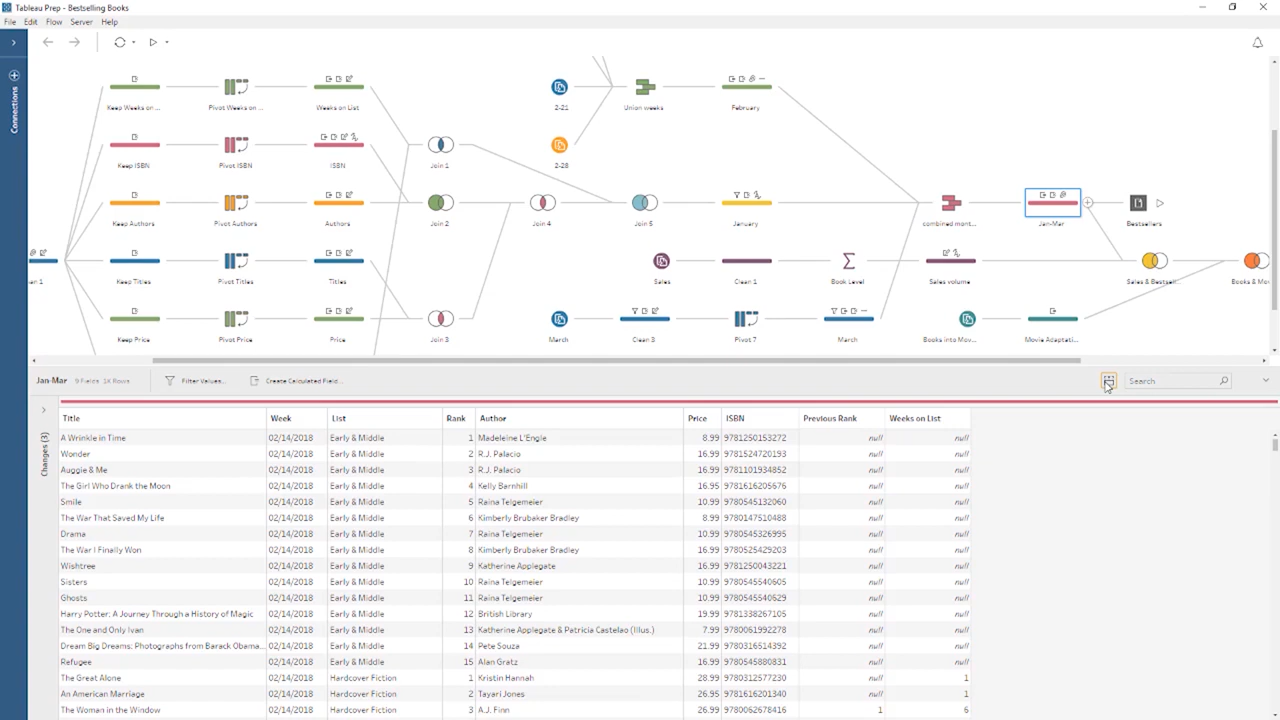 Tableau Prep - Bestselling Books
File Edit Flow Server Help
Connections
Keep Weeks on ... Pivot Weeks on ... Weeks on List 2-21 Union weeks February
Keep ISBN Pivot ISBN ISBN Join 1 2-28
Keep Authors Pivot Authors Authors Join 2 Join 4 Join 5 January combined mont... Jan-Mar Bestsellers
an 1 Keep Titles Pivot Titles Titles Sales Clean 1 Book Level Sales volume Sales & Bestsel... Books & Mo
Keep Price Pivot Price Price Join 3 March Clean 3 Pivot 7 March Books into Mov... Movie Adaptati...
Jan-Mar 9 Fields 1K Rows Filter Values... Create Calculated Field... Search
Changes (3)
Title Week List Rank Author Price ISBN Previous Rank Weeks on List
A Wrinkle in Time 02/14/2018 Early & Middle 1 Madeleine L'Engle 8.99 9781250153272 null null
Wonder 02/14/2018 Early & Middle 2 R.J. Palacio 16.99 9781524720193 null null
Auggie & Me 02/14/2018 Early & Middle 3 R.J. Palacio 16.99 9781101934852 null null
The Girl Who Drank the Moon 02/14/2018 Early & Middle 4 Kelly Barnhill 16.95 9781616205676 null null
Smile 02/14/2018 Early & Middle 5 Raina Telgemeier 10.99 9780545132060 null null
The War That Saved My Life 02/14/2018 Early & Middle 6 Kimberly Brubaker Bradley 8.99 9780147510488 null null
Drama 02/14/2018 Early & Middle 7 Raina Telgemeier 10.99 9780545326995 null null
The War I Finally Won 02/14/2018 Early & Middle 8 Kimberly Brubaker Bradley 16.99 9780525429203 null null
Wishtree 02/14/2018 Early & Middle 9 Katherine Applegate 16.99 9781250043221 null null
Sisters 02/14/2018 Early & Middle 10 Raina Telgemeier 10.99 9780545540605 null null
Ghosts 02/14/2018 Early & Middle 11 Raina Telgemeier 10.99 9780545540629 null null
Harry Potter: A Journey Through a History of Magic 02/14/2018 Early & Middle 12 British Library 19.99 9781338267105 null null
The One and Only Ivan 02/14/2018 Early & Middle 13 Katherine Applegate & Patricia Castelao (Illus.) 7.99 9780061992278 null null
Dream Big Dreams: Photographs from Barack Obama... 02/14/2018 Early & Middle 14 Pete Souza 21.99 9780316514392 null null
Refugee 02/14/2018 Early & Middle 15 Alan Gratz 16.99 9780545880831 null null
The Great Alone 02/14/2018 Hardcover Fiction 1 Kristin Hannah 28.99 9780312577230 null 1
An American Marriage 02/14/2018 Hardcover Fiction 2 Tayari Jones 26.95 9781616201340 null 1
The Woman in the Window 02/14/2018 Hardcover Fiction 3 A.J. Finn 26.99 9780062678416 1 6